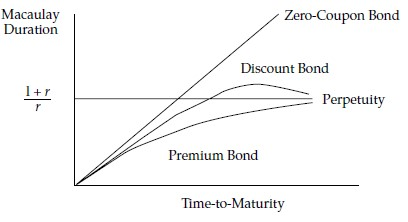 Macaulay
Duration
Zero-Coupon Bond
Discount Bond
1 + r
r
Perpetuity
Premium Bond
Time-to-Maturity